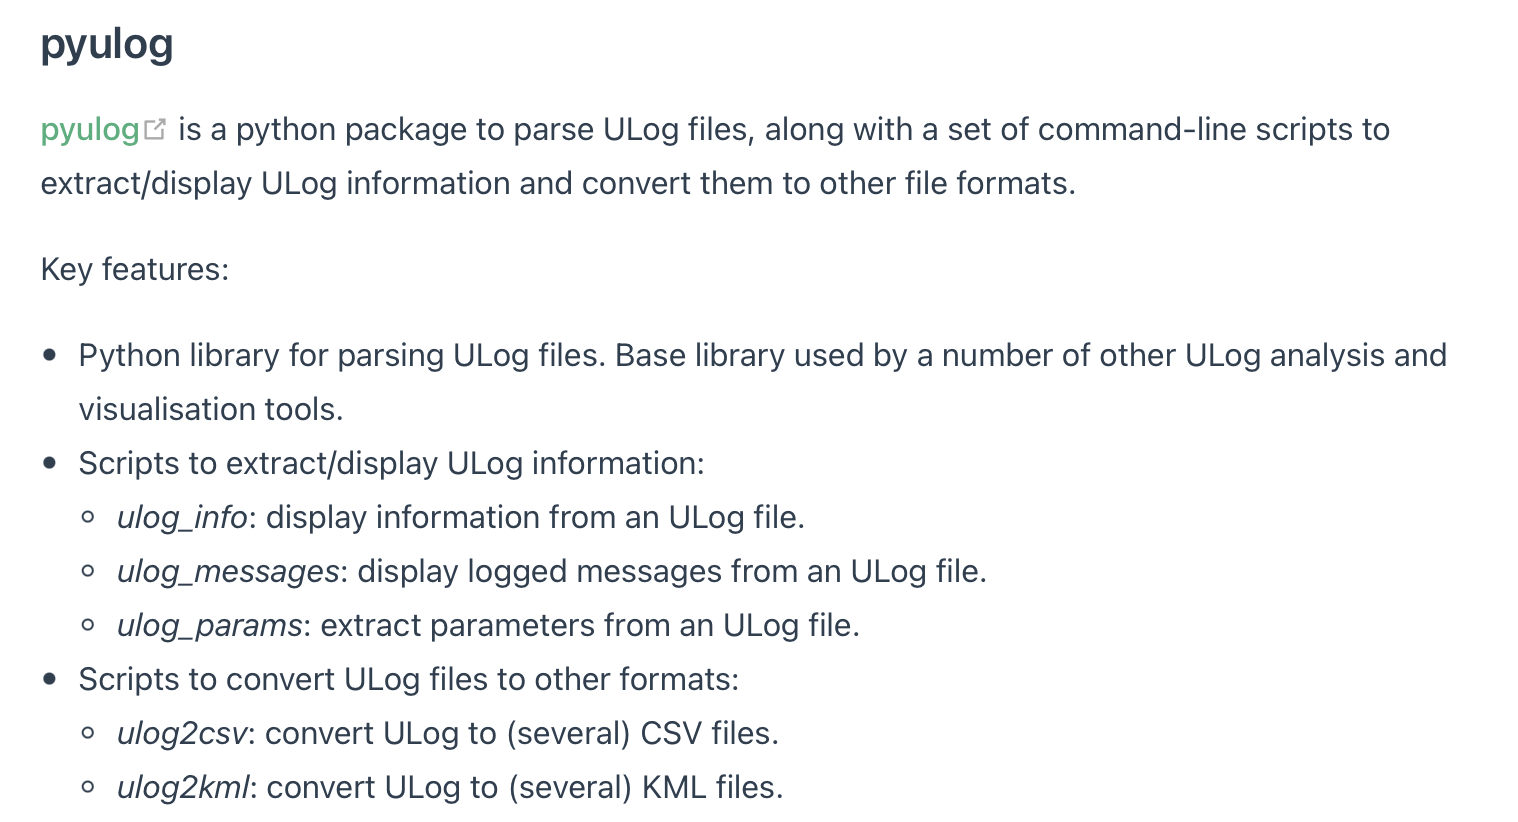 pyulog
pyulog is a python package to parse ULog files, along with a set of command-line scripts to
extract/display ULog information and convert them to other file formats.
Key features:
Python library for parsing ULog files. Base library used by a number of other ULog analysis and
visualisation tools.
Scripts to extract/display ULog information:
ulog_info: display information from an ULog file.
ulog_messages: display logged messages from an ULog file.
ulog_params: extract parameters from an ULog file.
Scripts to convert ULog files to other formats:
ulog2csv: convert ULog to (several) CSV files.
ulog2kml: convert ULog to (several) KML files.